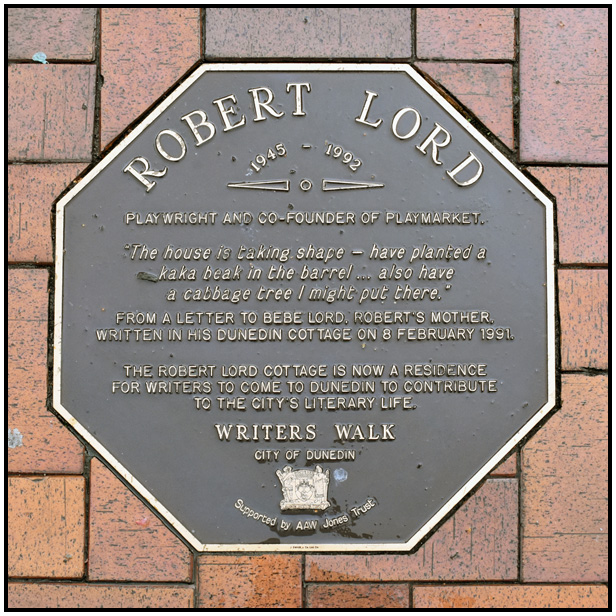 ROBERT LORD
1945 - 1992
PLAYWRIGHT AND CO-FOUNDER OF PLAYMARKET.
"The house is taking shape – have planted a
kaka beak in the barrel ... also have
a cabbage tree I might put there."
FROM A LETTER TO BEBE LORD, ROBERT'S MOTHER,
WRITTEN IN HIS DUNEDIN COTTAGE ON 8 FEBRUARY 1991.
THE ROBERT LORD COTTAGE IS NOW A RESIDENCE
FOR WRITERS TO COME TO DUNEDIN TO CONTRIBUTE
TO THE CITY'S LITERARY LIFE.
WRITERS WALK
CITY OF DUNEDIN
Supported by AAW Jones Trust